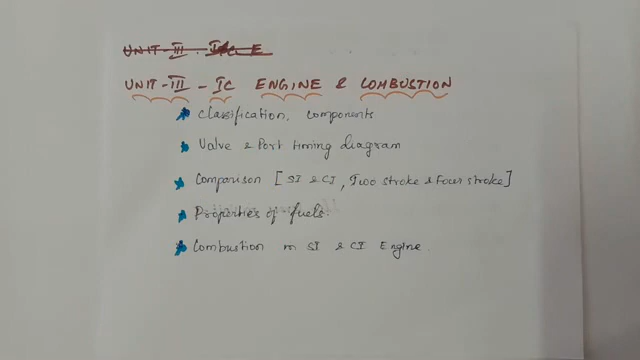 UNIT-III - IC E
UNIT-III - IC ENGINE & COMBUSTION
Classification, components
Valve & Port timing diagram
Comparison [SI & CI, Two stroke & Four stroke]
Properties of fuels.
Combustion in SI & CI Engine.